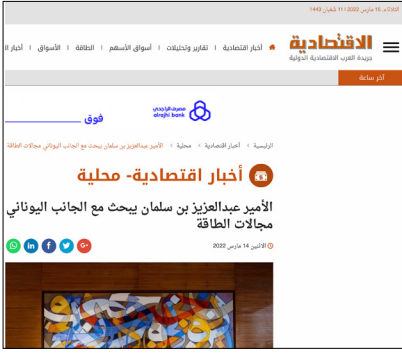 الثلاثاء, 15 مارس 2022 | 11 شعبان 1443
الاقتصادية
جريدة العرب الاقتصادية الدولية
أخبار اقتصادية | تقارير وتحليلات | أسواق الأسهم | الطاقة | الأسواق | أخبار ال
آخر ساعة
مصرف الراجحي
alrajhi bank
فوق
الرئيسية > أخبار اقتصادية > محلية > الأمير عبدالعزيز بن سلمان يبحث مع الجانب اليوناني مجالات الطاقة
أخبار اقتصادية- محلية
الأمير عبدالعزيز بن سلمان يبحث مع الجانب اليوناني
مجالات الطاقة
الاثنين 14 مارس 2022